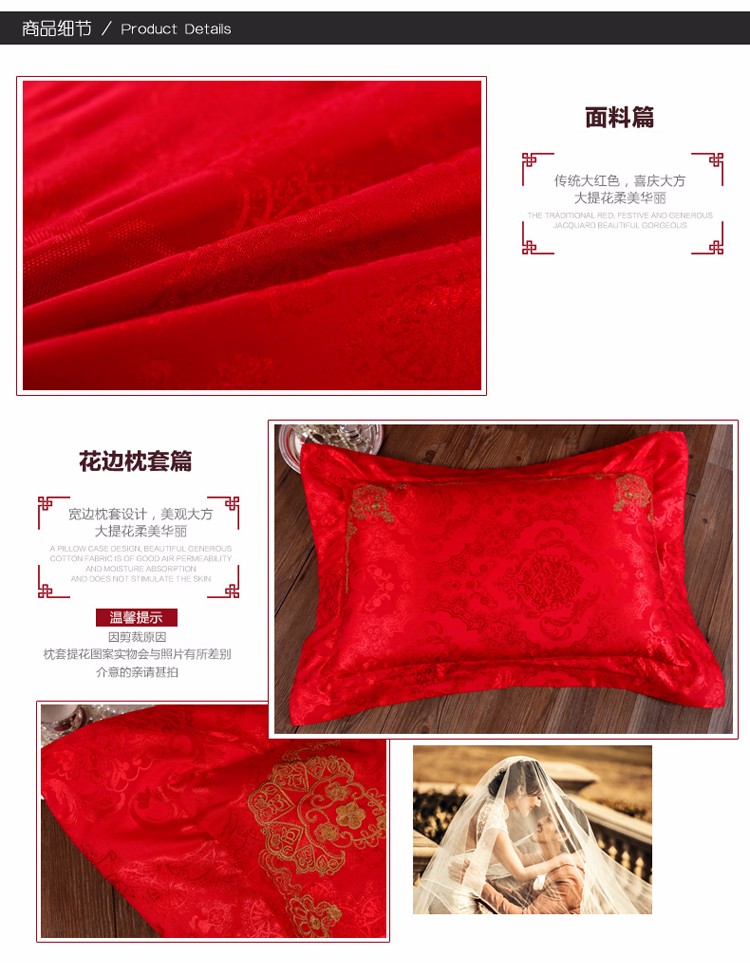 商品细节 / Product Details
面料篇
传统大红色，喜庆大方
大提花柔美华丽
THE TRADITIONAL RED, FESTIVE AND GENEROUS
JACQUARD BEAUTIFUL GORGEOUS
花边枕套篇
宽边枕套设计，美观大方
大提花柔美华丽
A PILLOW CASE DESIGN, BEAUTIFUL GENEROUS
COTTON FABRIC IS OF GOOD AIR PERMEABILITY
AND MOISTURE ABSORPTION
AND DOES NOT STIMULATE THE SKIN
温馨提示
因剪裁原因
枕套提花图案实物会与照片有所差别
介意的亲请甚拍